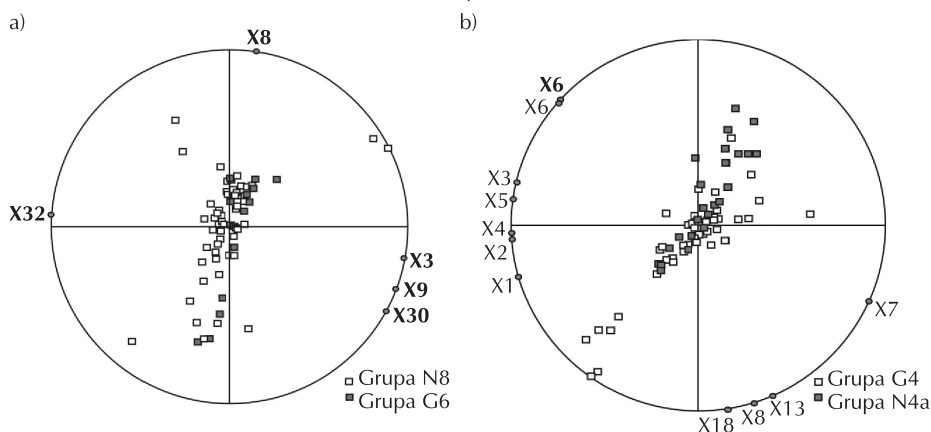 a)
X8
X32
X3
X9
X30
Grupa N8
Grupa G6
b)
X6
X6
X3
X5
X4
X2
X1
X7
X13
X8
X18
Grupa G4
Grupa N4a